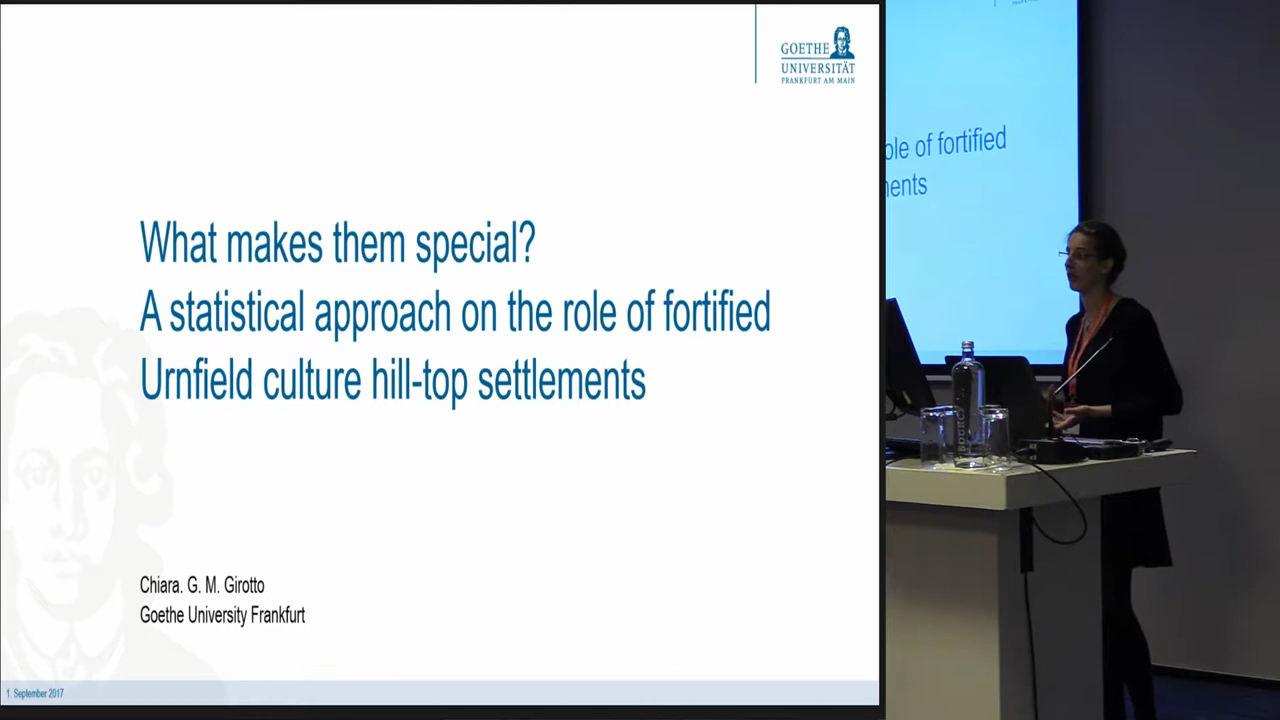 GOETHE
UNIVERSITÄT
FRANKFURT AM MAIN
What makes them special?
A statistical approach on the role of fortified
Urnfield culture hill-top settlements
Chiara. G. M. Girotto
Goethe University Frankfurt
1. September 2017
ole of fortified
ents